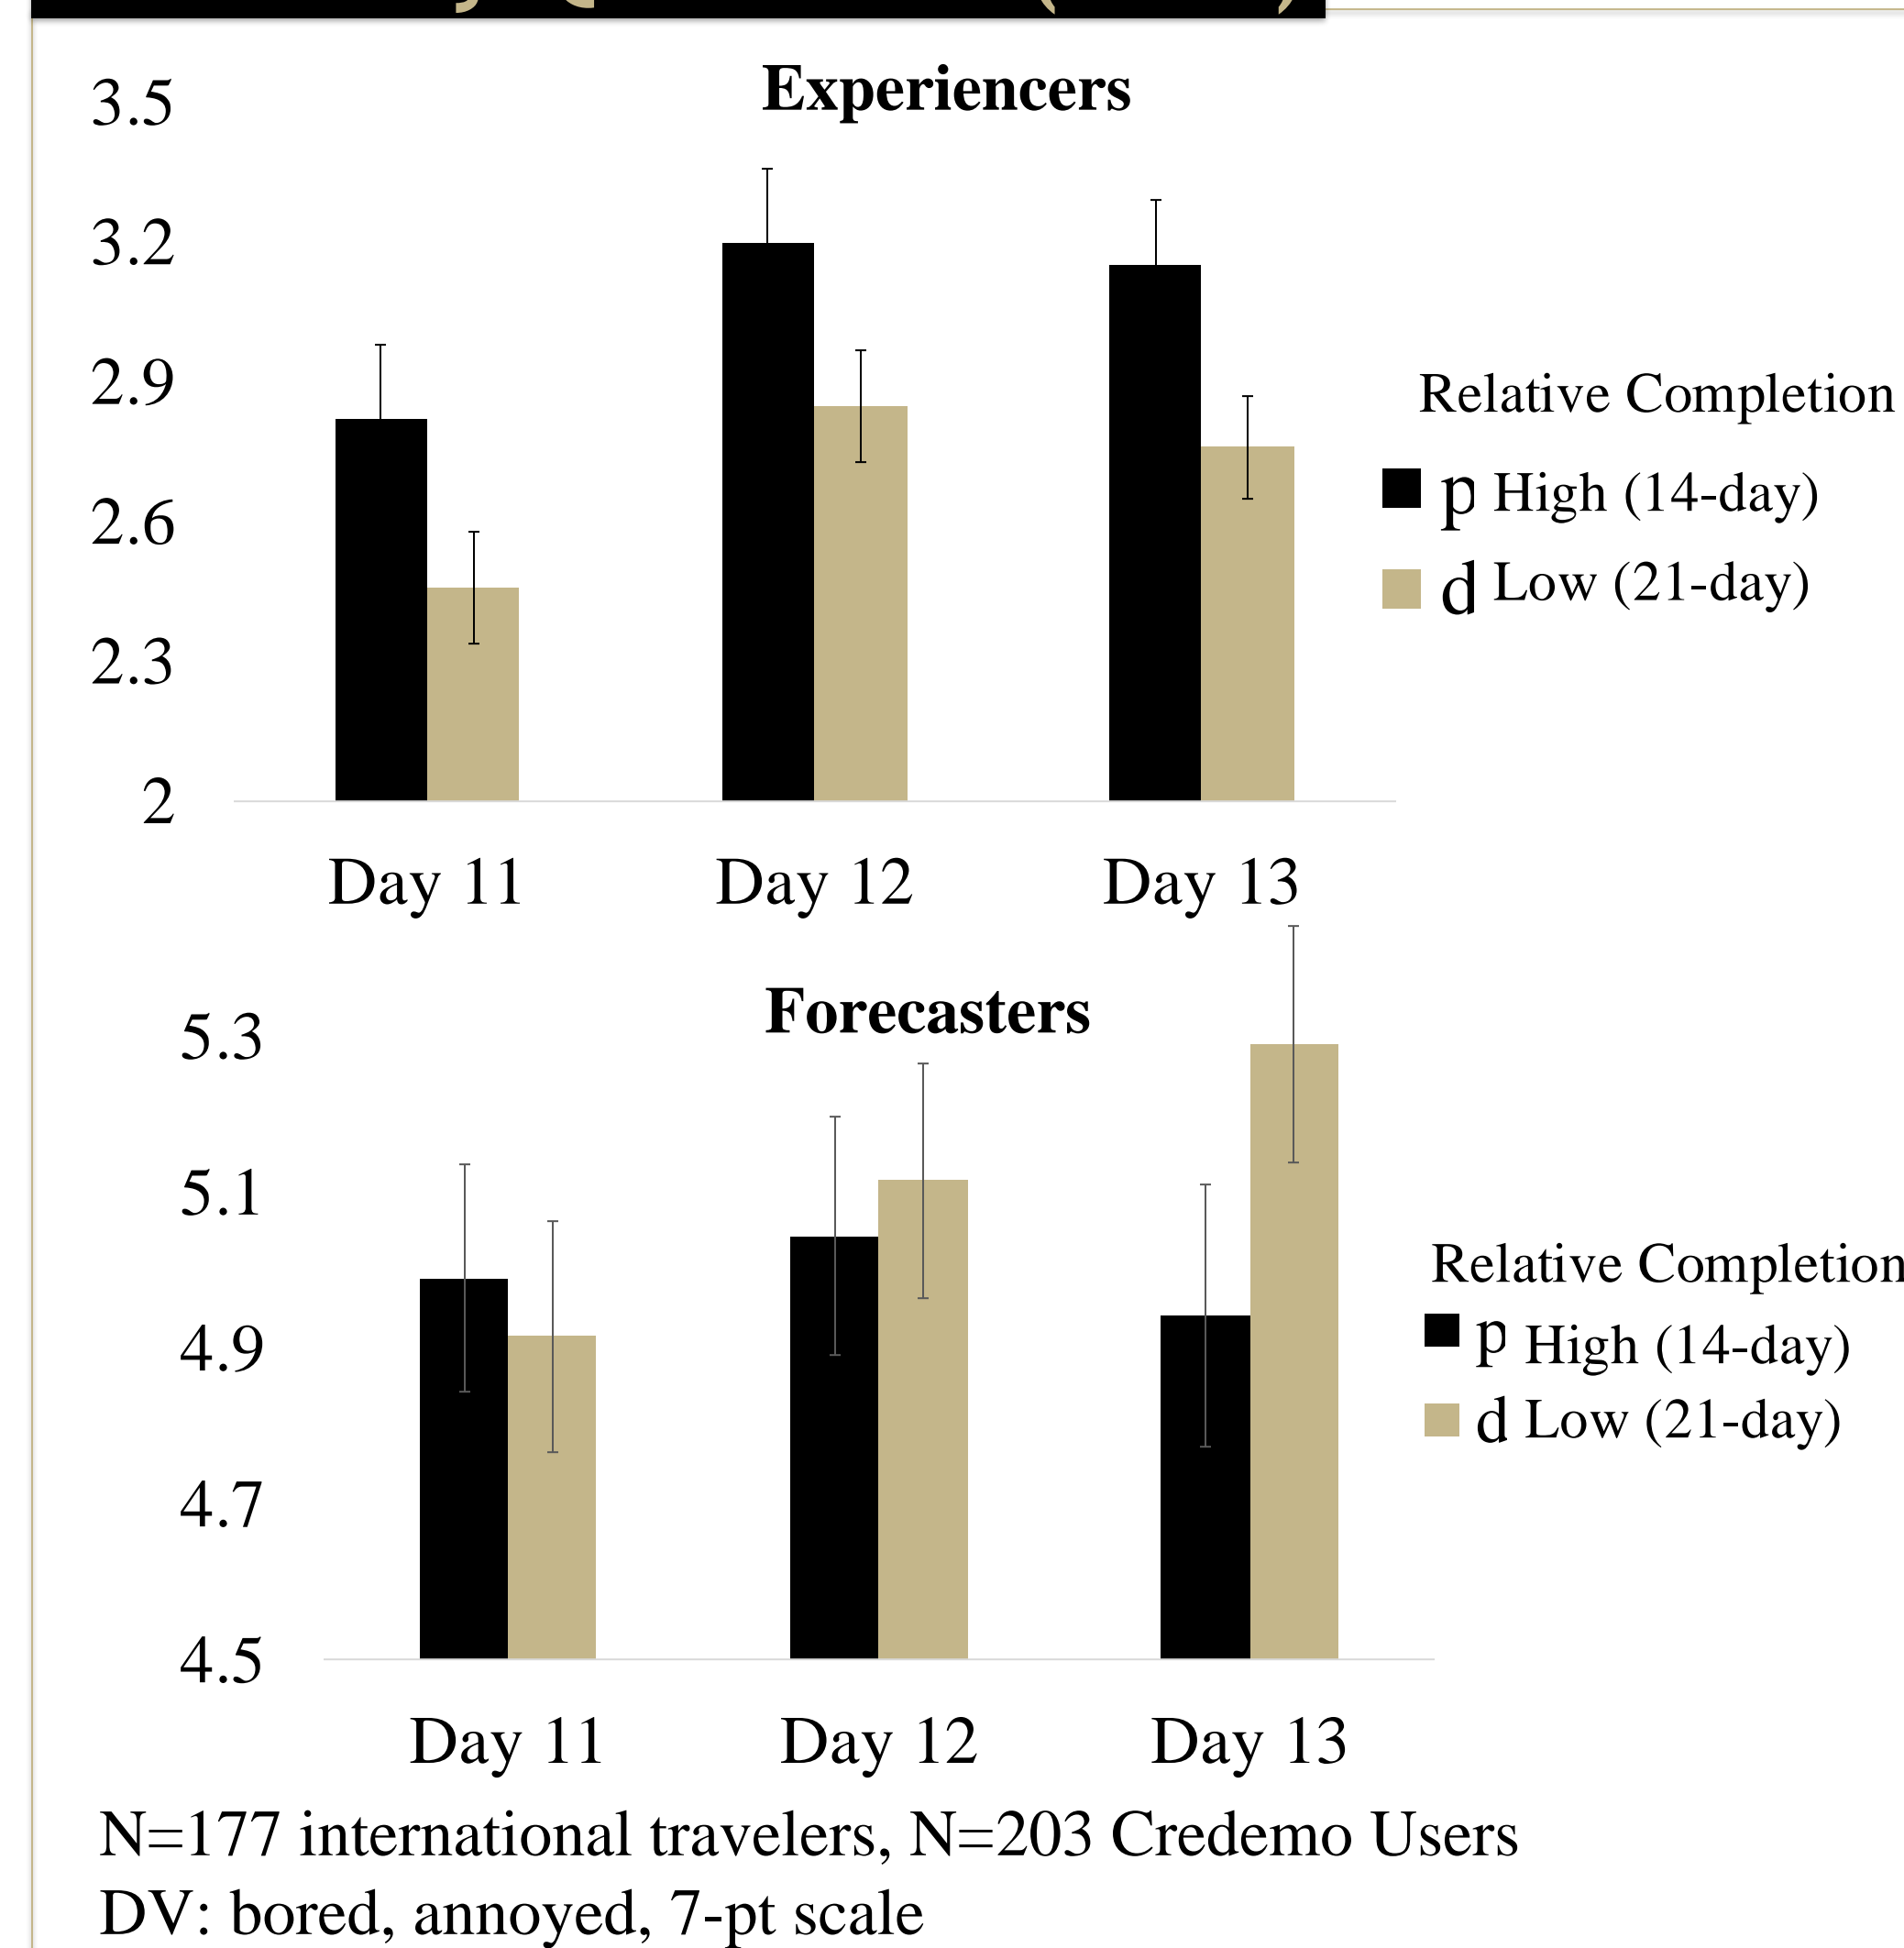 Experiencers
3.5
3.2
2.9
2.6
2.3
2
Day 11 Day 12 Day 13
Relative Completion
p High (14-day)
d Low (21-day)
Forecasters
5.3
5.1
4.9
4.7
4.5
Day 11 Day 12 Day 13
Relative Completion
p High (14-day)
d Low (21-day)
N=177 international travelers, N=203 Credemo Users
DV: bored, annoyed, 7-pt scale